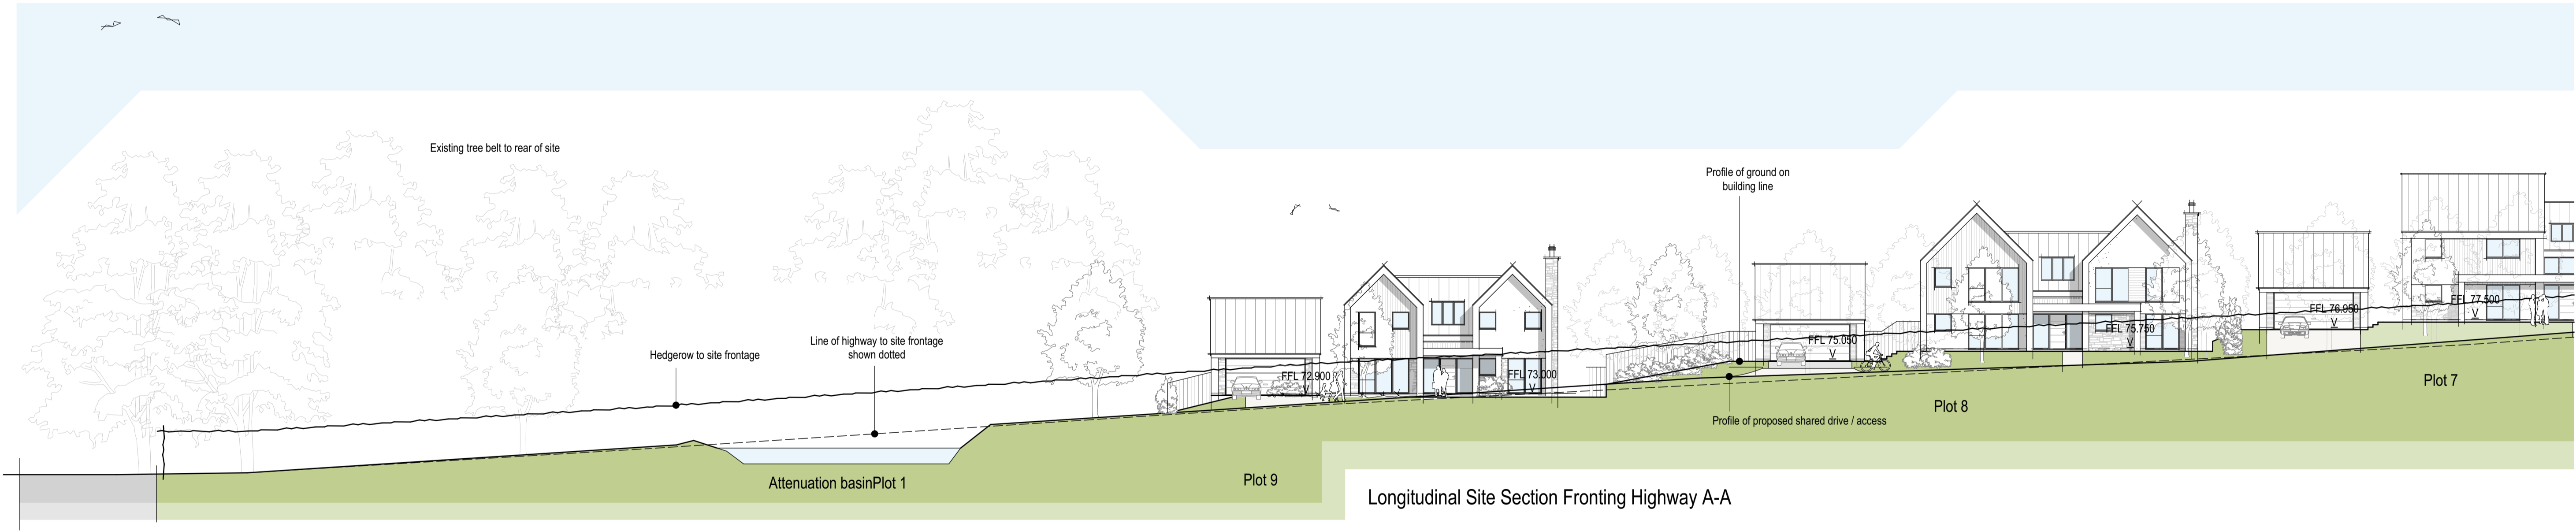 Existing tree belt to rear of site
Profile of ground on
building line
Line of highway to site frontage
shown dotted
Hedgerow to site frontage
FFL 72.900
FFL 73.000
FFL 75.050
FFL 75.750
FFL 76.950
FFL 77.500
Profile of proposed shared drive / access
Attenuation basinPlot 1
Plot 9
Plot 8
Plot 7
Longitudinal Site Section Fronting Highway A-A